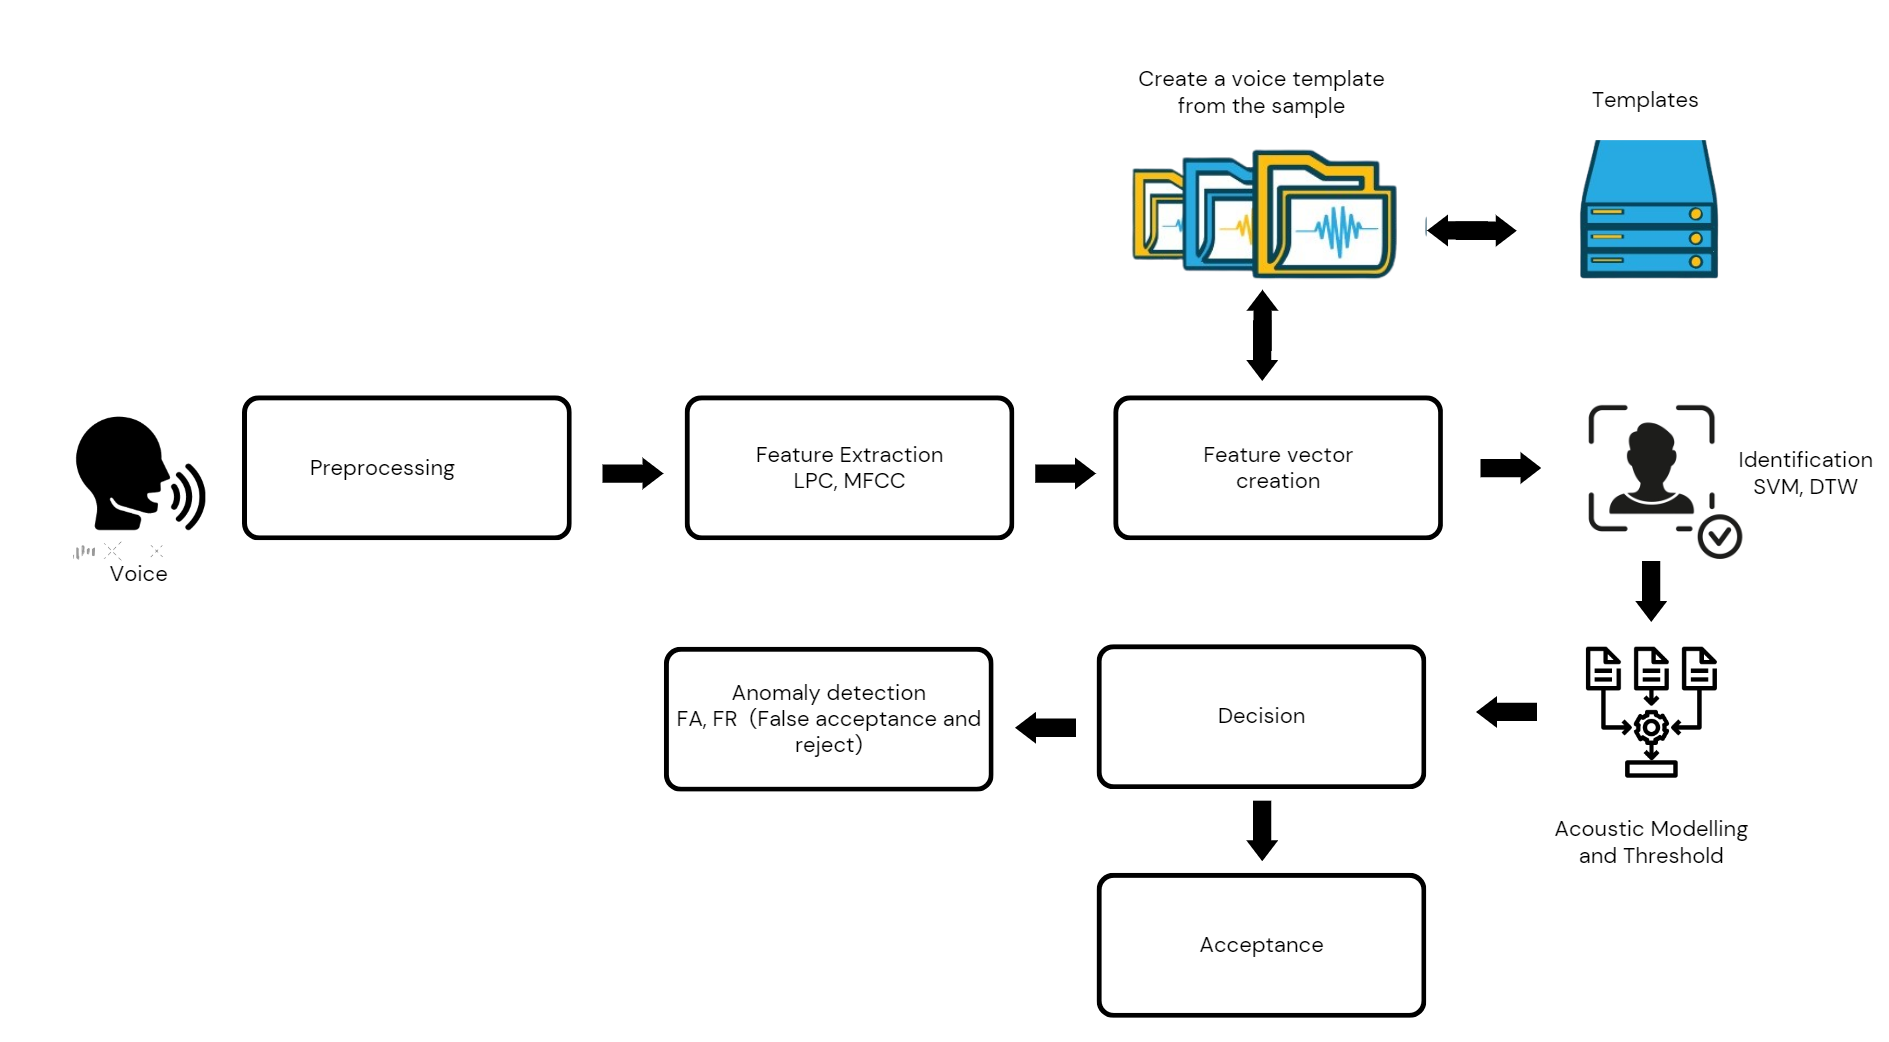 Create a voice template
from the sample
Templates
Voice
Preprocessing
Feature Extraction
LPC, MFCC
Feature vector
creation
Identification
SVM, DTW
Anomaly detection
FA, FR  (False acceptance and
reject)
Decision
Acoustic Modelling
and Threshold
Acceptance